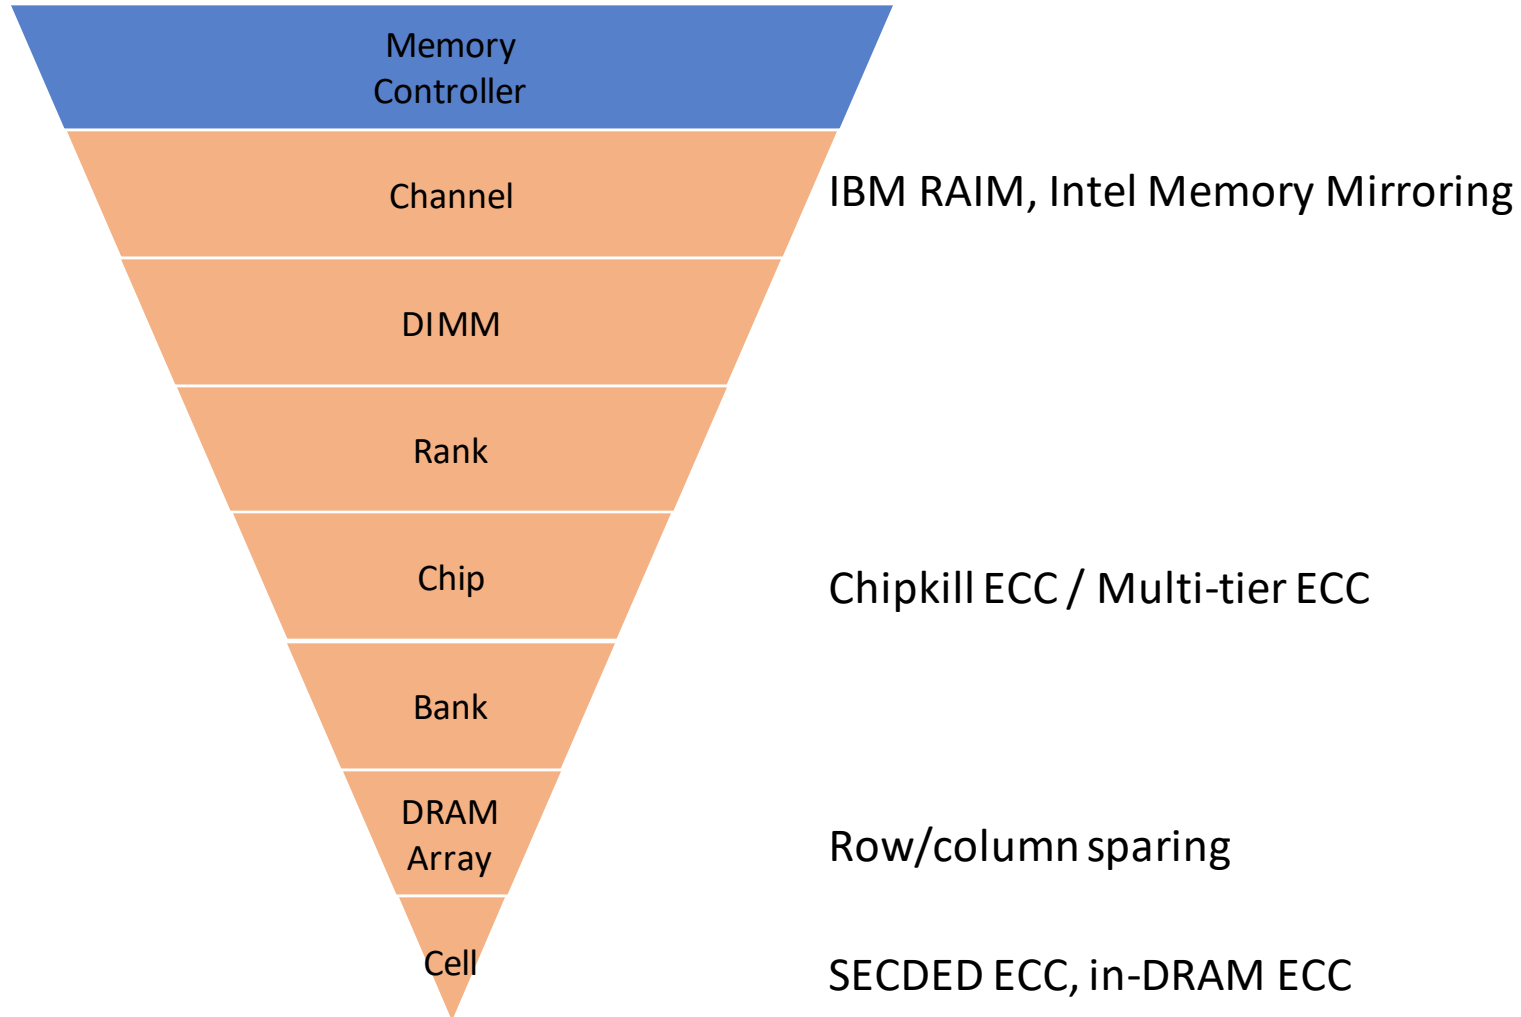 Memory
Controller
Channel
IBM RAIM, Intel Memory Mirroring
DIMM
Rank
Chip
Chipkill ECC / Multi-tier ECC
Bank
DRAM
Array
Row/column sparing
Cell
SECDED ECC, in-DRAM ECC